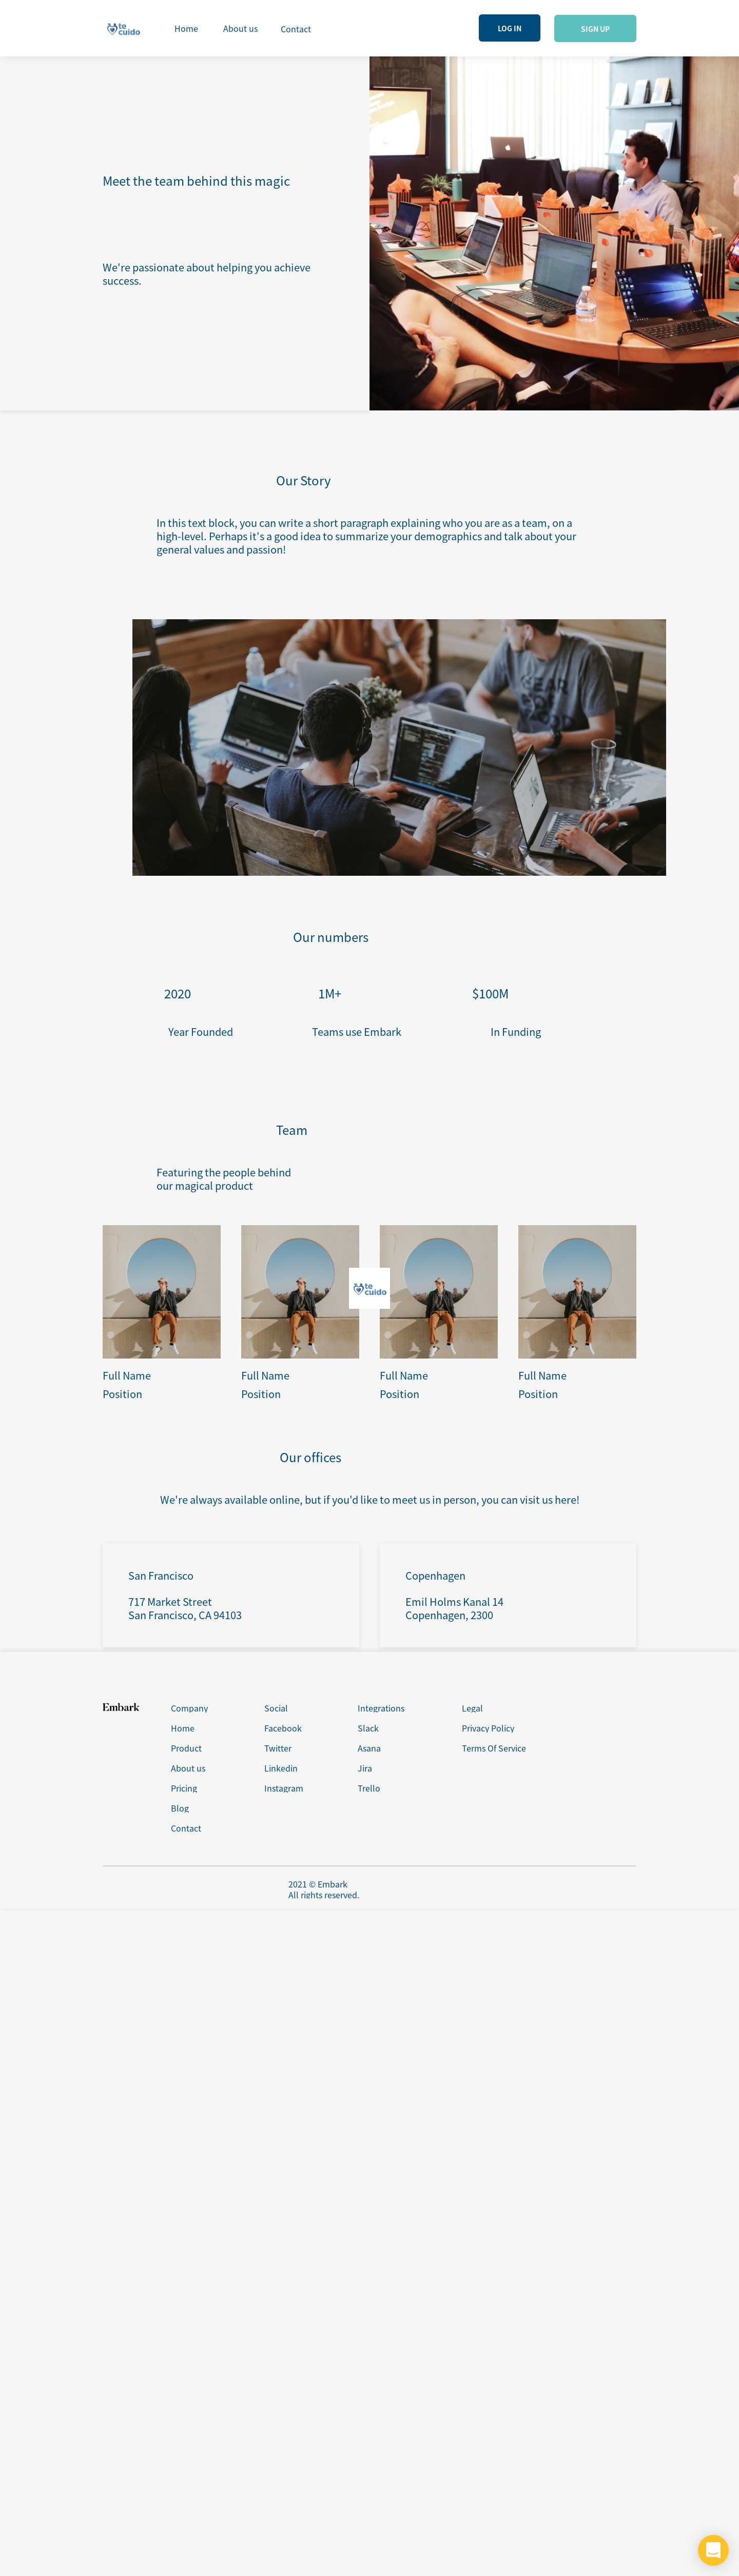 te
cuido
Home
About us
Contact
LOG IN
SIGN UP
Meet the team behind this magic
We're passionate about helping you achieve
success.
Our Story
In this text block, you can write a short paragraph explaining who you are as a team, on a
high-level. Perhaps it's a good idea to summarize your demographics and talk about your
general values and passion!
Our numbers
2020
1M+
$100M
Year Founded
Teams use Embark
In Funding
Team
Featuring the people behind
our magical product
te
cuido
Full Name
Full Name
Full Name
Full Name
Position
Position
Position
Position
Our offices
We're always available online, but if you'd like to meet us in person, you can visit us here!
San Francisco
717 Market Street
San Francisco, CA 94103
Copenhagen
Emil Holms Kanal 14
Copenhagen, 2300
Embark
Company
Home
Product
About us
Pricing
Blog
Contact
Social
Facebook
Twitter
Linkedin
Instagram
Integrations
Slack
Asana
Jira
Trello
Legal
Privacy Policy
Terms Of Service
2021 © Embark
All rights reserved.